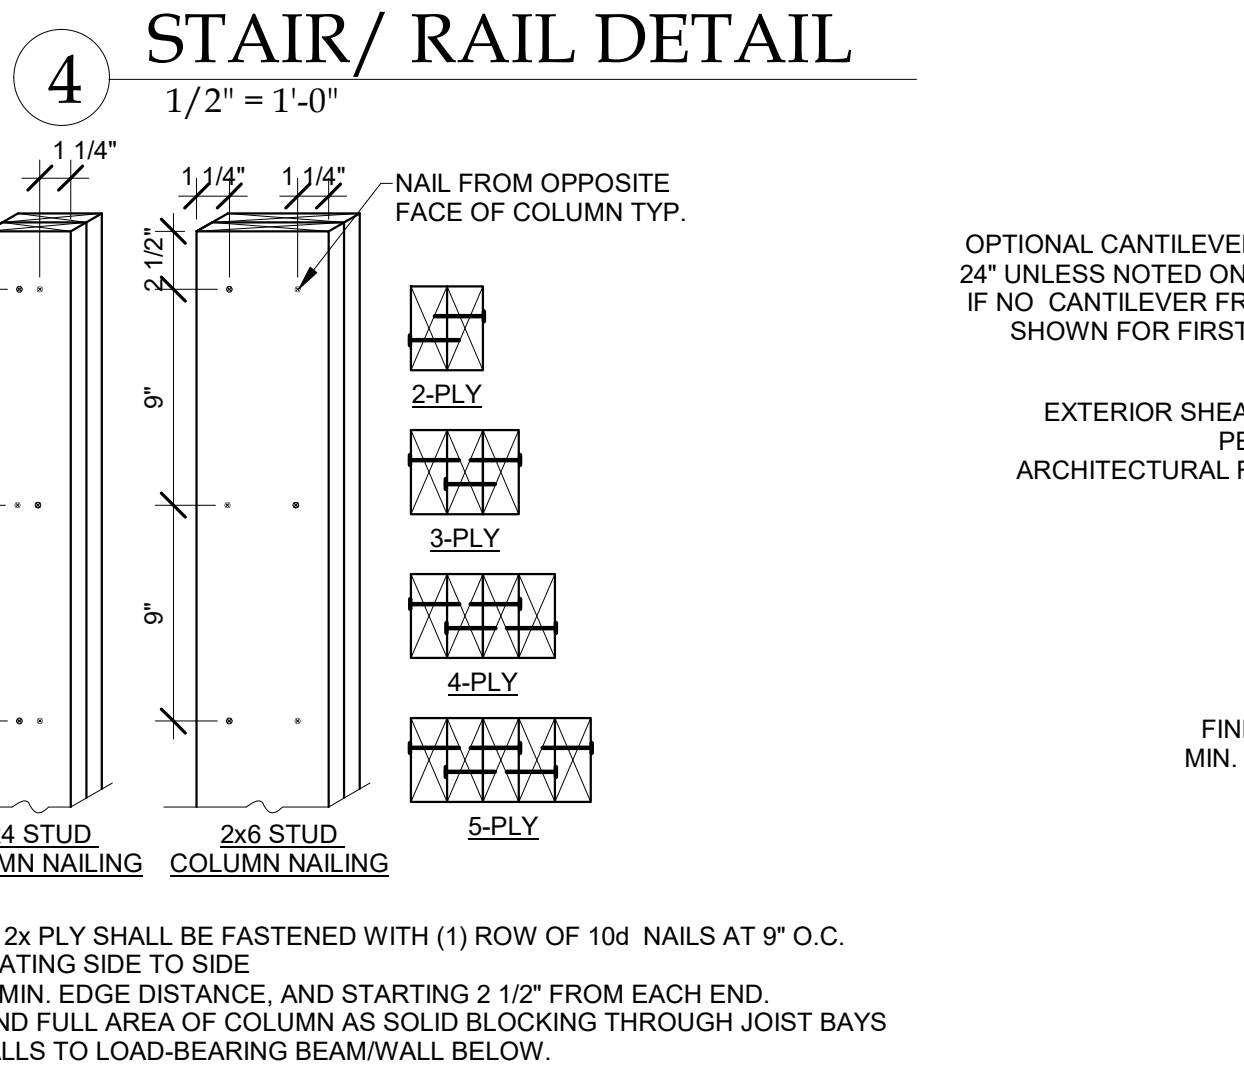 STAIR/ RAIL DETAIL
4
1/2" = 1'-0"
1 1/4"
1 1/4"
1 1/4"
NAIL FROM OPPOSITE
FACE OF COLUMN TYP.
2 1/2"
9"
9"
2-PLY
3-PLY
4-PLY
5-PLY
x4 STUD
MN NAILING
2x6 STUD
COLUMN NAILING
2x PLY SHALL BE FASTENED WITH (1) ROW OF 10d NAILS AT 9" O.C.
ATING SIDE TO SIDE
MIN. EDGE DISTANCE, AND STARTING 2 1/2" FROM EACH END.
ND FULL AREA OF COLUMN AS SOLID BLOCKING THROUGH JOIST BAYS
ALLS TO LOAD-BEARING BEAM/WALL BELOW.
OPTIONAL CANTILEVE
24" UNLESS NOTED ON
IF NO CANTILEVER FR
SHOWN FOR FIRST
EXTERIOR SHEA
PE
ARCHITECTURAL
FIN
MIN.